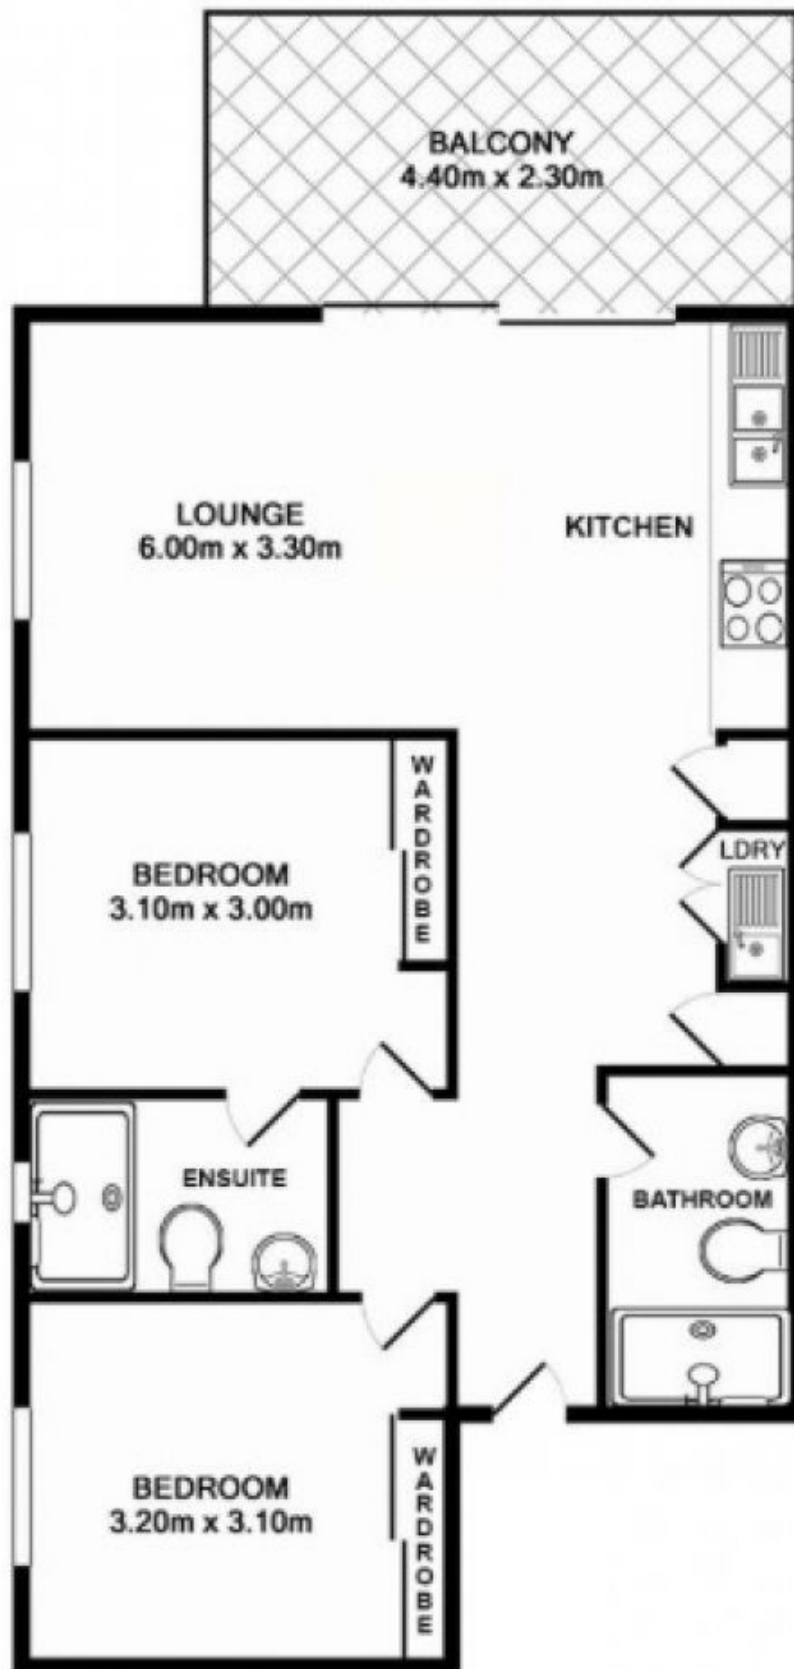 BALCONY
4.40m x 2.30m
LOUNGE
6.00m x 3.30m
KITCHEN
WARDROBE
BEDROOM
3.10m x 3.00m
LDRY
ENSUITE
BATHROOM
BEDROOM
3.20m x 3.10m
WARDROBE